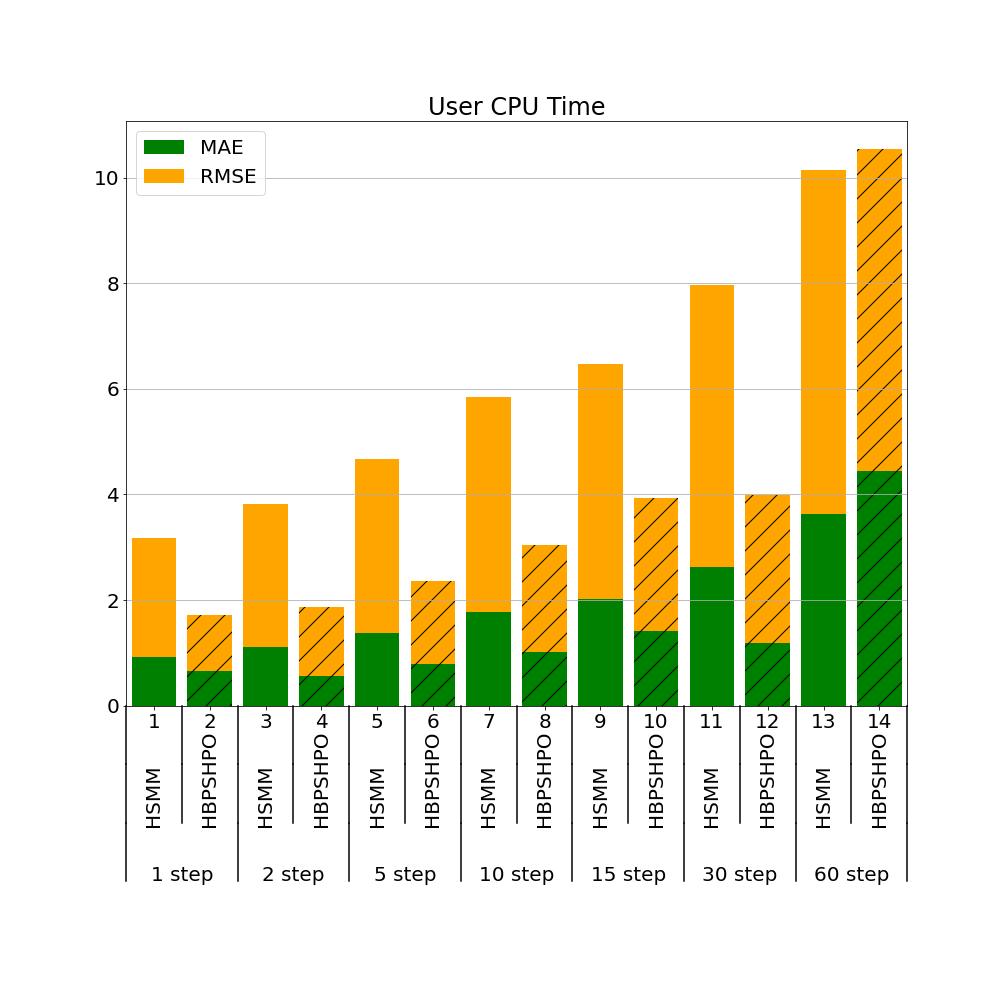 User CPU Time
MAE
RMSE
10
8
6
4
2
0
1 2 3 4 5 6 7 8 9 10 11 12 13 14
HSMM HBPSHPO HSMM HBPSHPO HSMM HBPSHPO HSMM HBPSHPO HSMM HBPSHPO HSMM HBPSHPO HSMM HBPSHPO
1 step 2 step 5 step 10 step 15 step 30 step 60 step